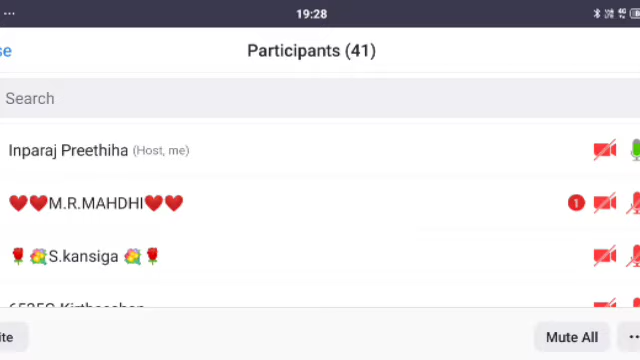 19:28
se
Participants (41)
Search
Inparaj Preethiha (Host, me)
❤️❤️M.R.MAHDHI❤️❤️
1
🌹💐S.kansiga 💐🌹
ite
Mute All